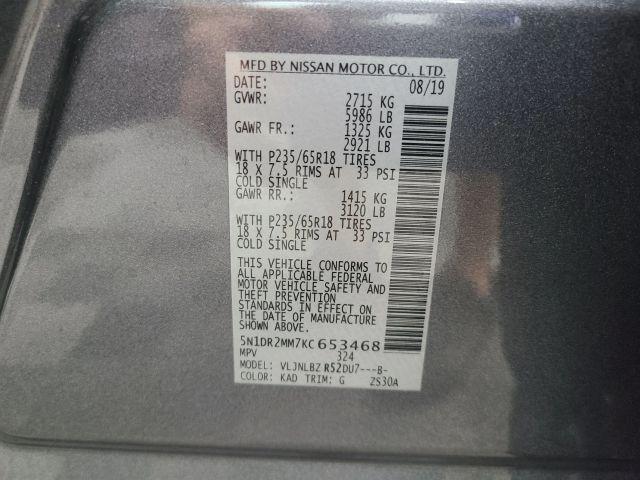 MFD BY NISSAN MOTOR CO., LTD.
DATE: 08/19
GVWR: 2715 KG
5986 LB
GAWR FR.: 1325 KG
2921 LB
WITH P235/65R18 TIRES
18 X 7.5 RIMS AT 33 PSI
COLD SINGLE
GAWR RR.: 1415 KG
3120 LB
WITH P235/65R18 TIRES
18 X 7.5 RIMS AT 33 PSI
COLD SINGLE
THIS VEHICLE CONFORMS TO
ALL APPLICABLE FEDERAL
MOTOR VEHICLE SAFETY AND
THEFT PREVENTION
STANDARDS IN EFFECT ON
THE DATE OF MANUFACTURE
SHOWN ABOVE.
5N1DR2MM7KC653468
MPV 324
MODEL: VLJNLBZ R52DU7---B-
COLOR: KAD TRIM: G ZS30A